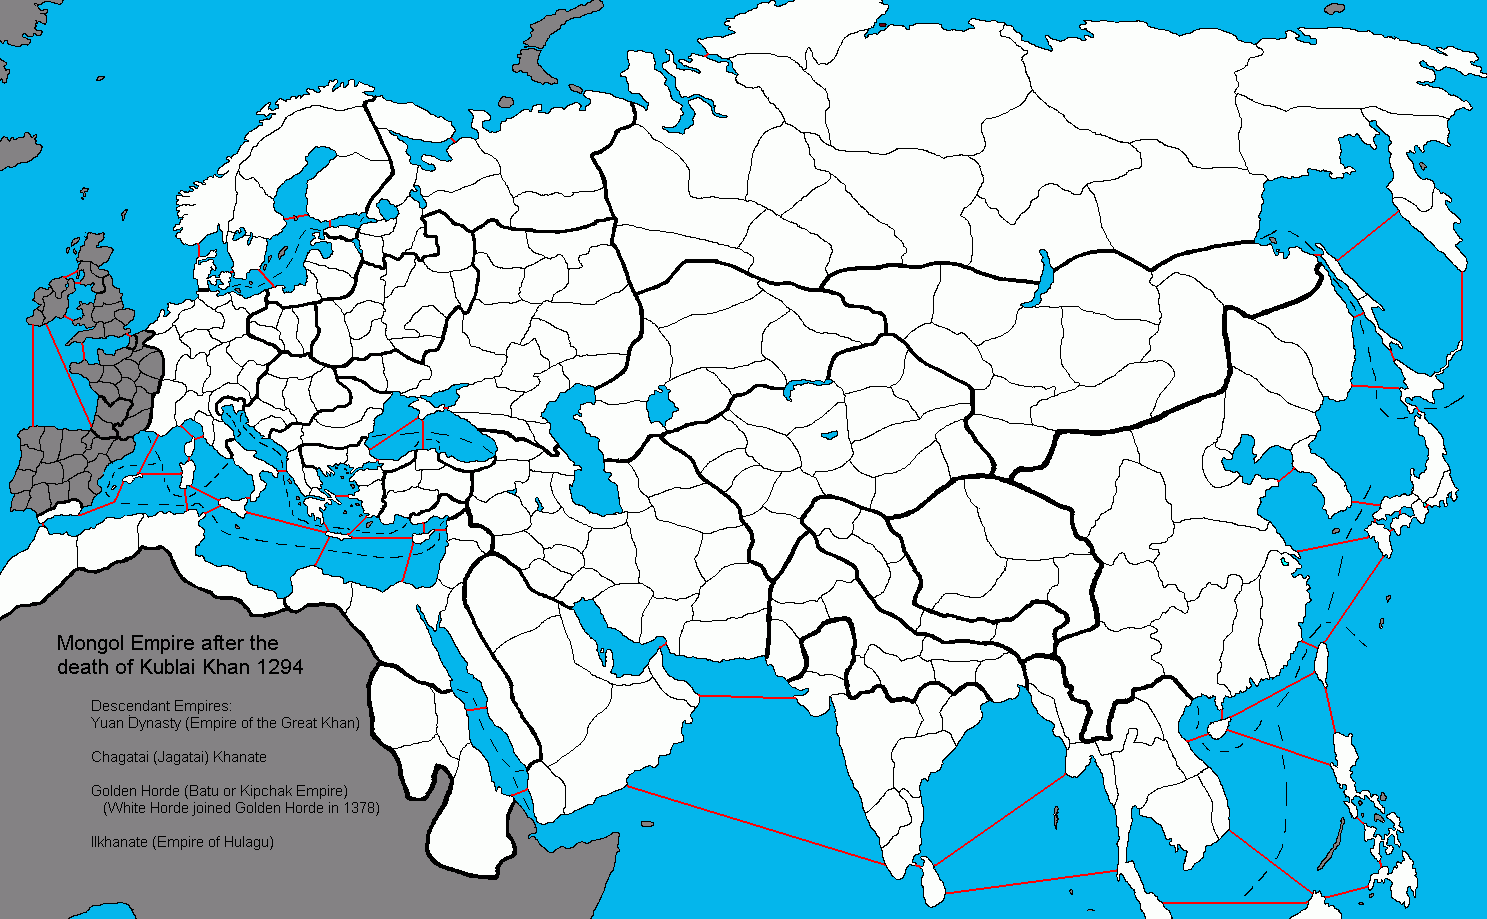 Mongol Empire after the
death of Kublai Khan 1294
Descendant Empires:
Yuan Dynasty (Empire of the Great Khan)
Chagatai (Jagatai) Khanate
Golden Horde (Batu or Kipchak Empire)
(White Horde joined Golden Horde in 1378)
Ilkhanate (Empire of Hulagu)